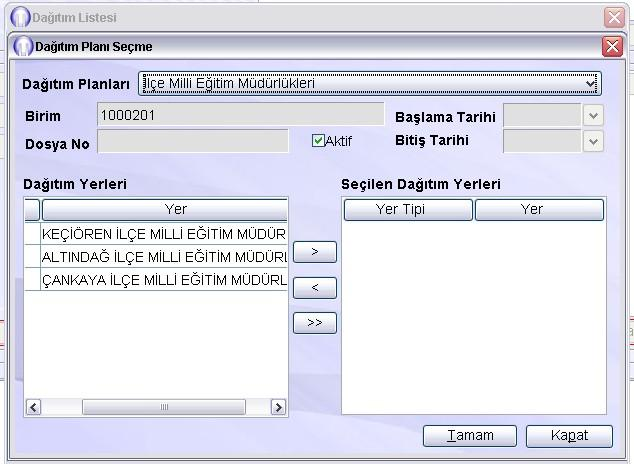 Dağıtım Listesi
Dağıtım Planı Seçme
Dağıtım Planları İlçe Milli Eğitim Müdürlükleri
Birim 1000201 Başlama Tarihi
Dosya No Aktif Bitiş Tarihi
Dağıtım Yerleri Seçilen Dağıtım Yerleri
Yer Yer Tipi Yer
KEÇİÖREN İLÇE MİLLİ EĞİTİM MÜDÜR
ALTINDAĞ İLÇE MİLLİ EĞİTİM MÜDÜRL
ÇANKAYA İLÇE MİLLİ EĞİTİM MÜDÜRL
>
<
>>
Tamam Kapat